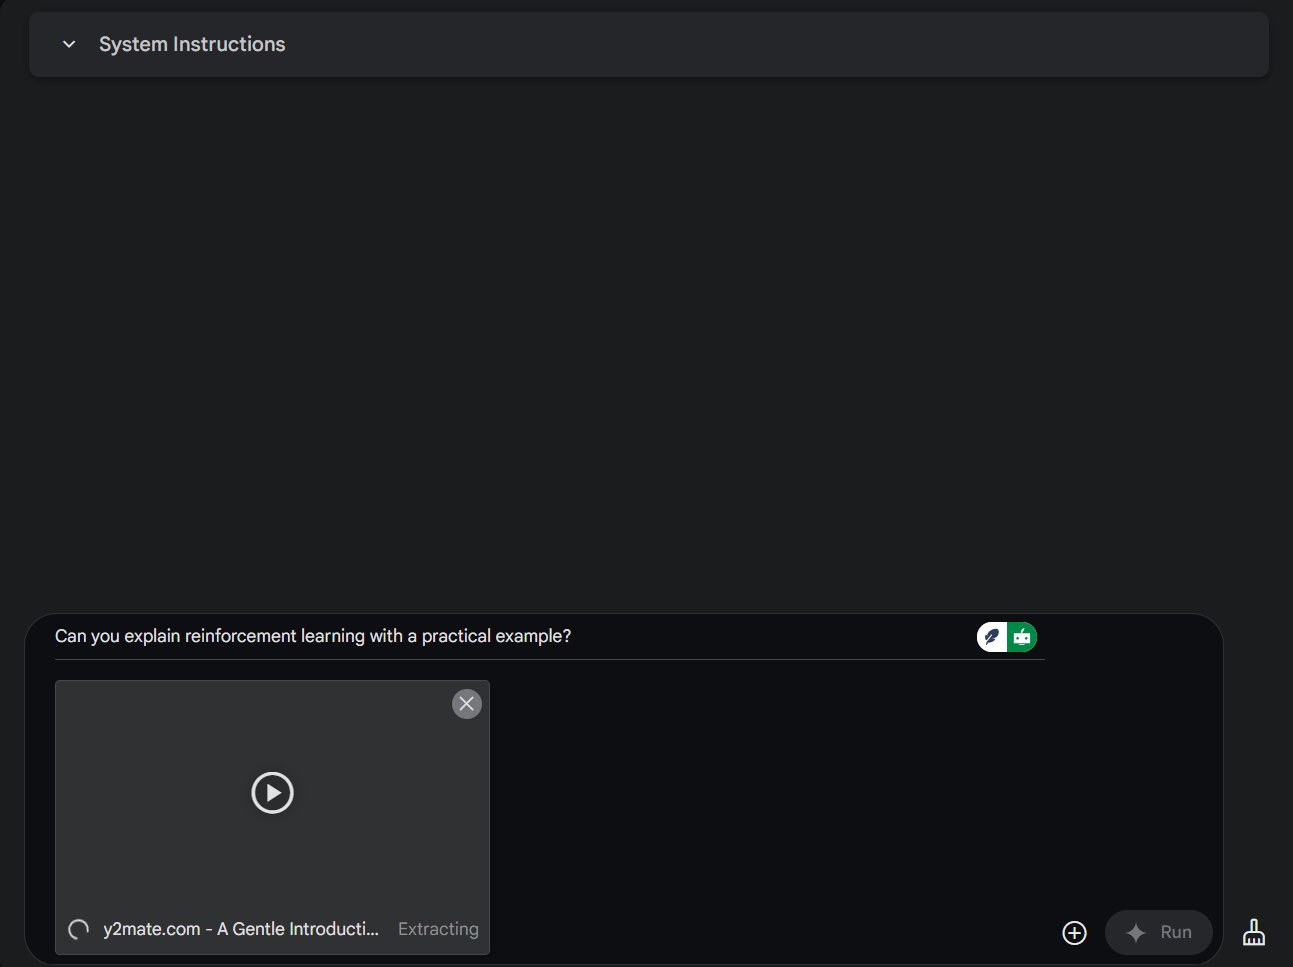 System Instructions
Can you explain reinforcement learning with a practical example?
y2mate.com - A Gentle Introducti... Extracting
Run